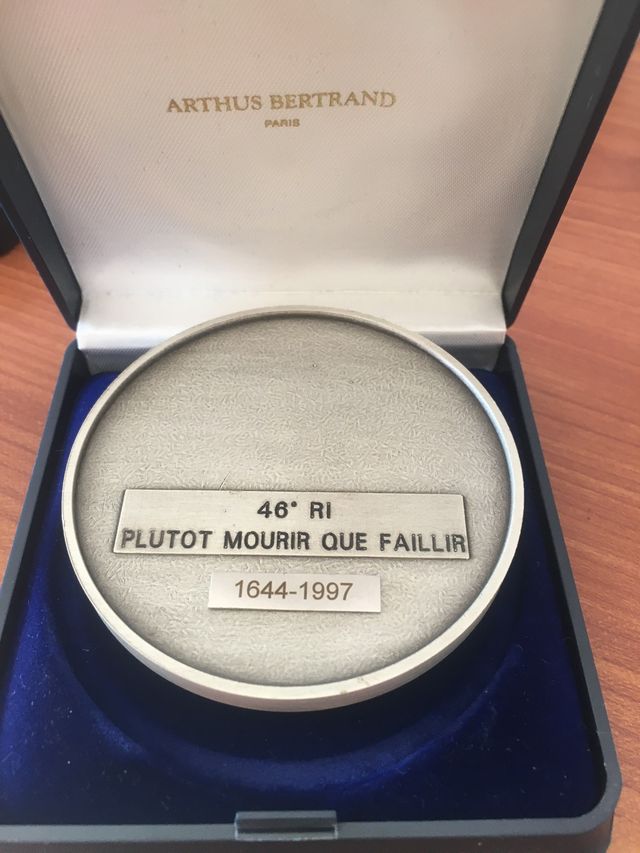 ARTHUS BERTRAND
PARIS
46° RI
PLUTOT MOURIR QUE FAILLIR
1644-1997